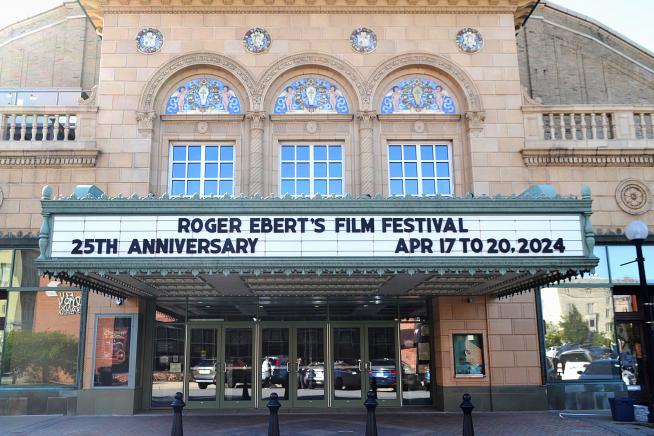 ROGER EBERT'S FILM FESTIVAL
25TH ANNIVERSARY APR 17 TO 20, 2024